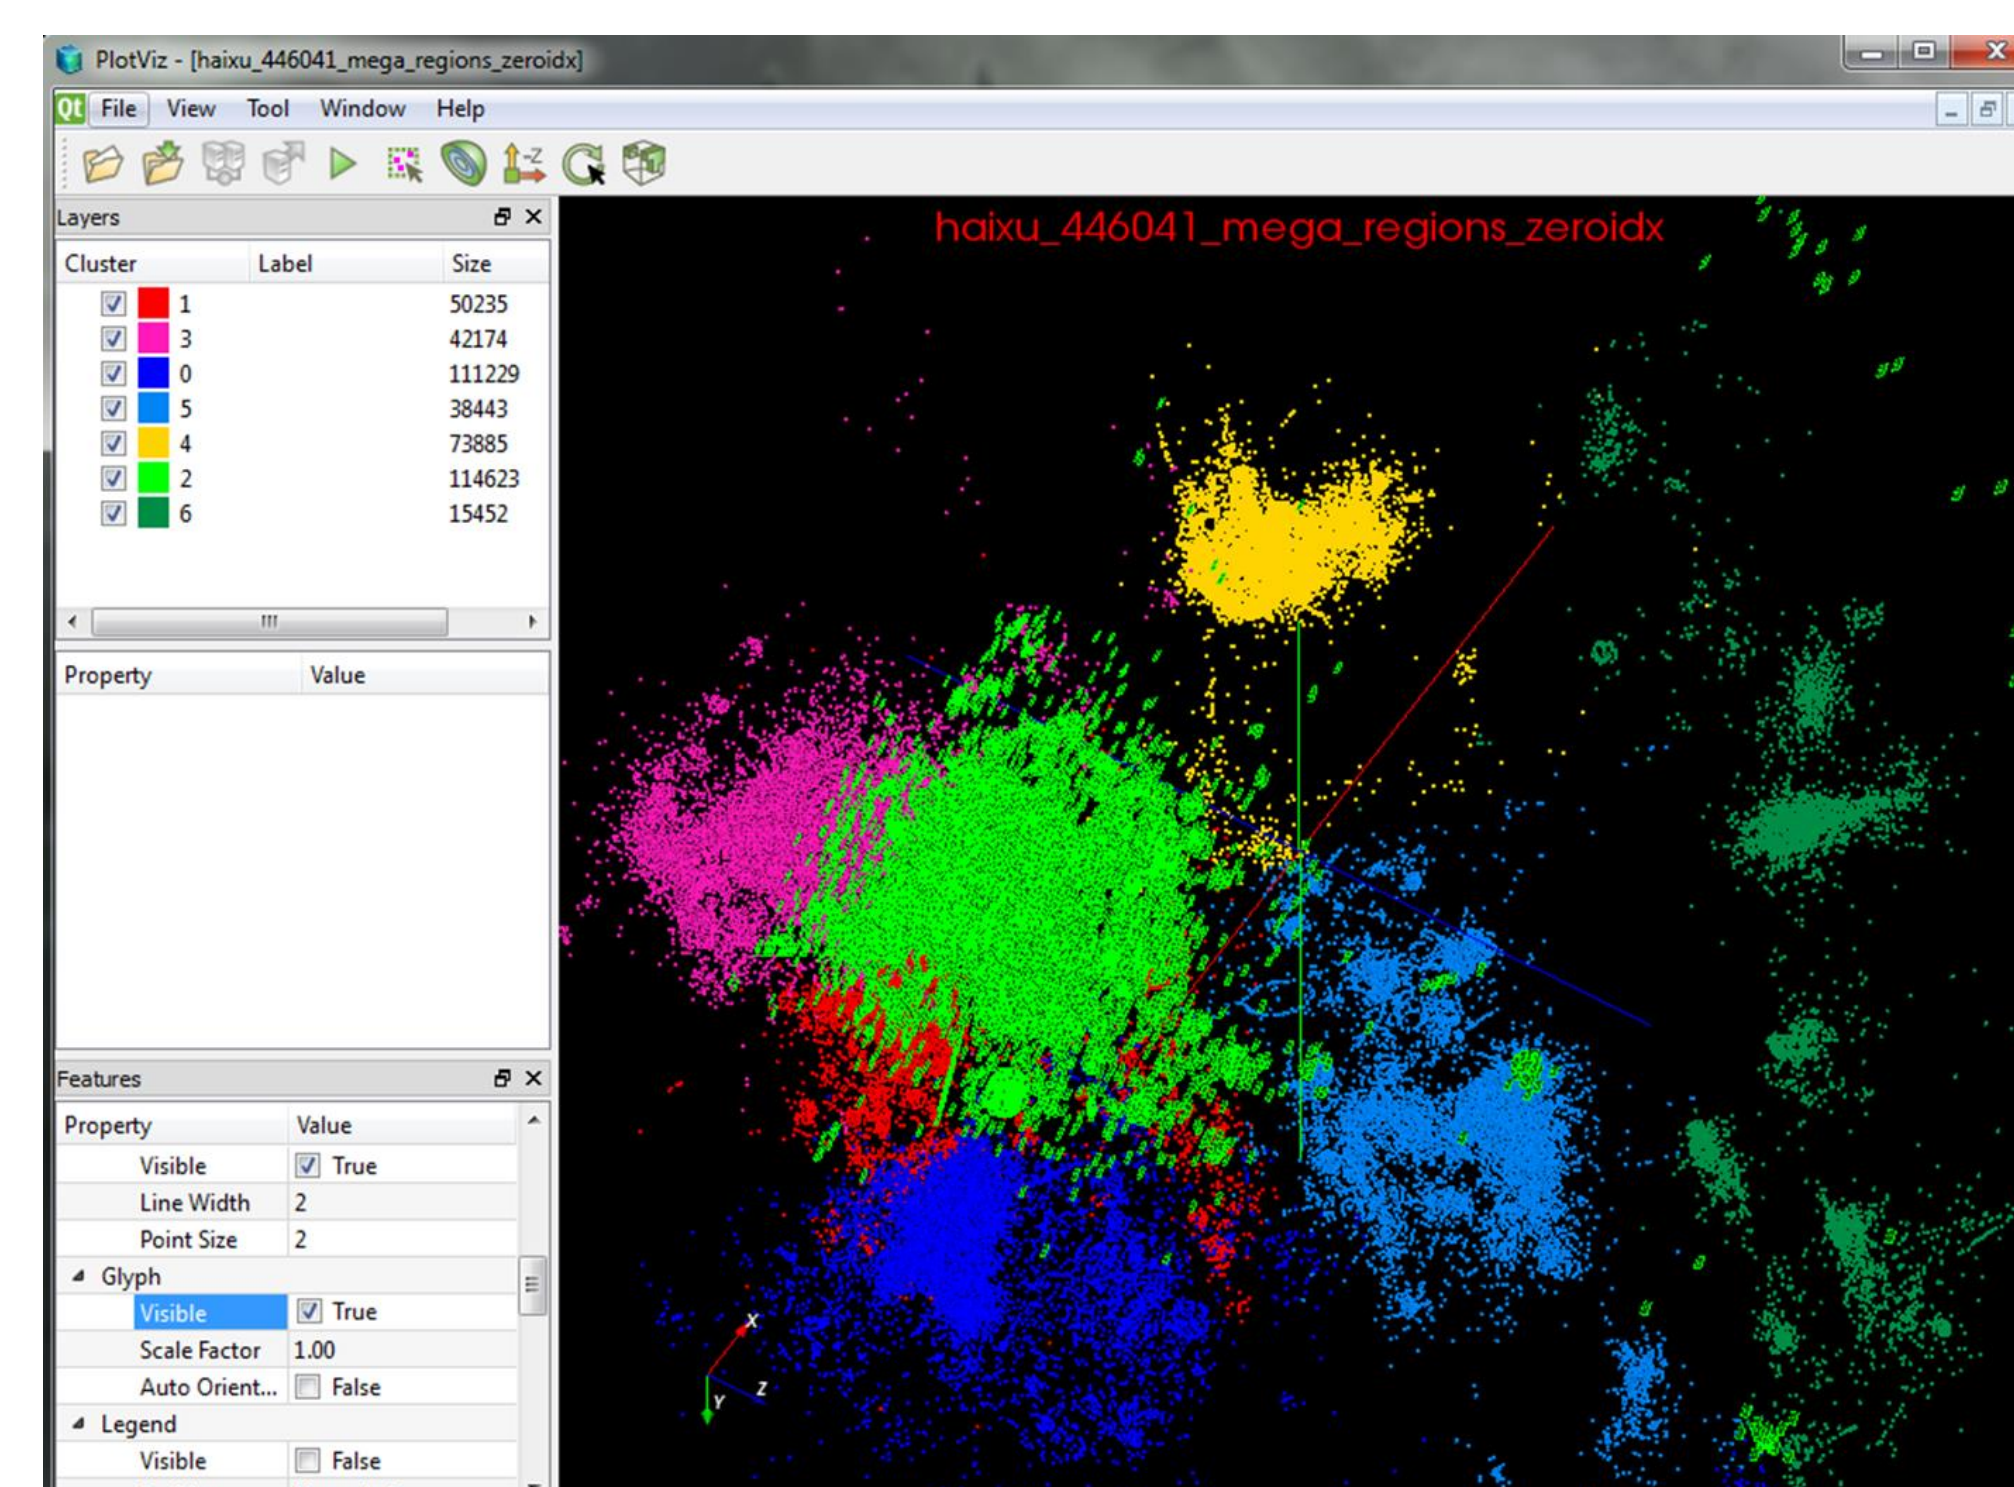 PlotViz - [haixu_446041_mega_regions_zeroidx]
Qt File View Tool Window Help
-Z
Layers
Cluster Label Size
1 50235
3 42174
0 111229
5 38443
4 73885
2 114623
6 15452
Property Value
Features
Property Value
Visible True
Line Width 2
Point Size 2
Glyph
Visible True
Scale Factor 1.00
Auto Orient... False
Legend
Visible False
haixu_446041_mega_regions_zeroidx
X
Z
Y